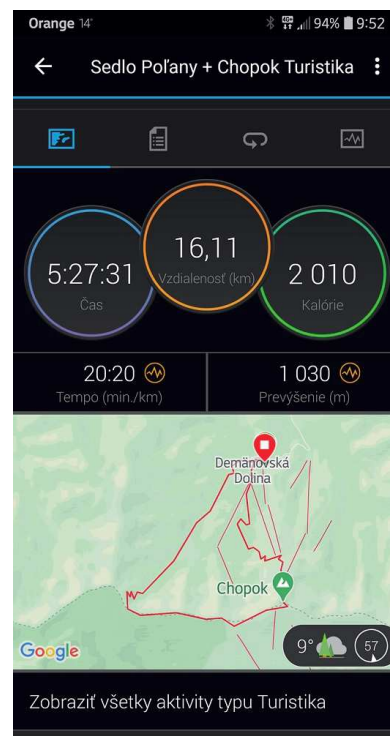 Orange 14° 4G+ 94% 9:52
Sedlo Poľany + Chopok Turistika
5:27:31
Čas
16,11
Vzdialenosť (km)
2 010
Kalórie
20:20
Tempo (min./km)
1 030
Prevýšenie (m)
Demänovská
Dolina
Chopok
Google
9°
57
Zobraziť všetky aktivity typu Turistika